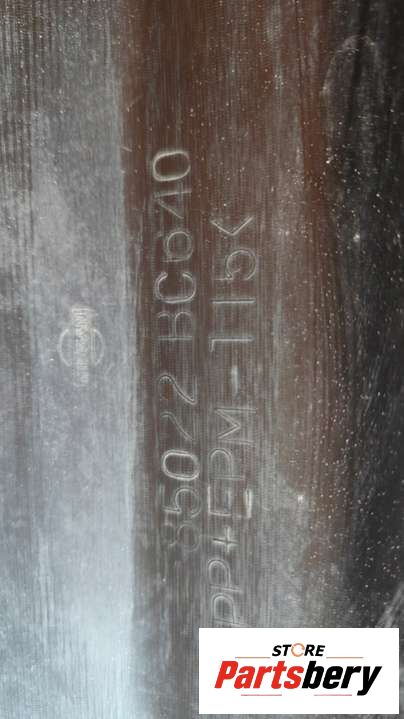 85022 BC640
PP+EPM-T15<
STORE
Partsbery